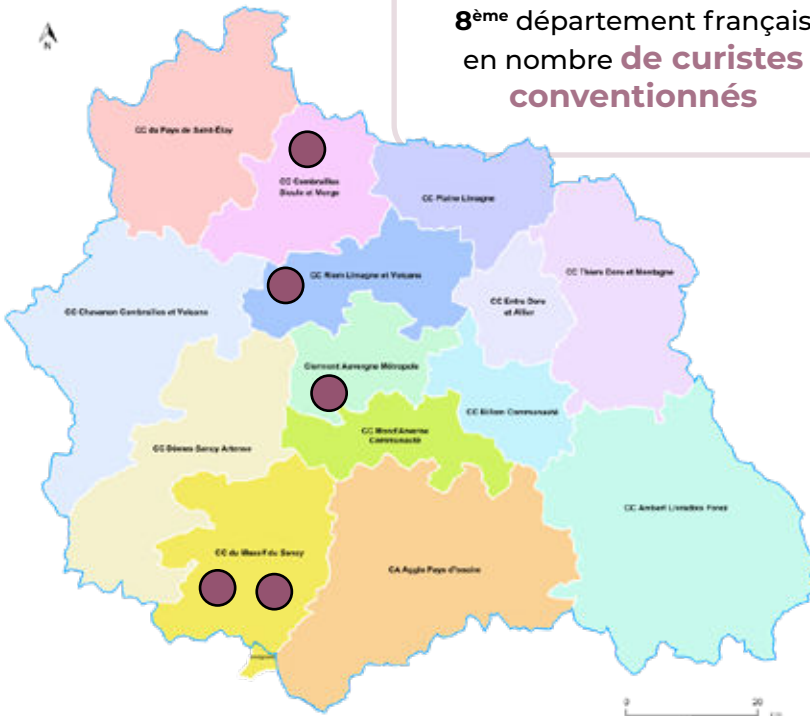 8ème département français
en nombre de curistes
conventionnés
N
CC du Pays de Saint-Éloy
CC Combrailles
Sioule et Morge
CC Plaine Limagne
CC Riom Limagne et Volcans
CC Thiers Dore et Montagne
CC Chavanon Combrailles et Volcans
CC Entre Dore
et Allier
Clermont Auvergne Métropole
CC Billom Communauté
CC Mond'Arverne
Communauté
CC Dômes Sancy Artense
CC Ambert Livradois Forez
CC du Massif du Sancy
CA Agglo Pays d'Issoire
0 20
km